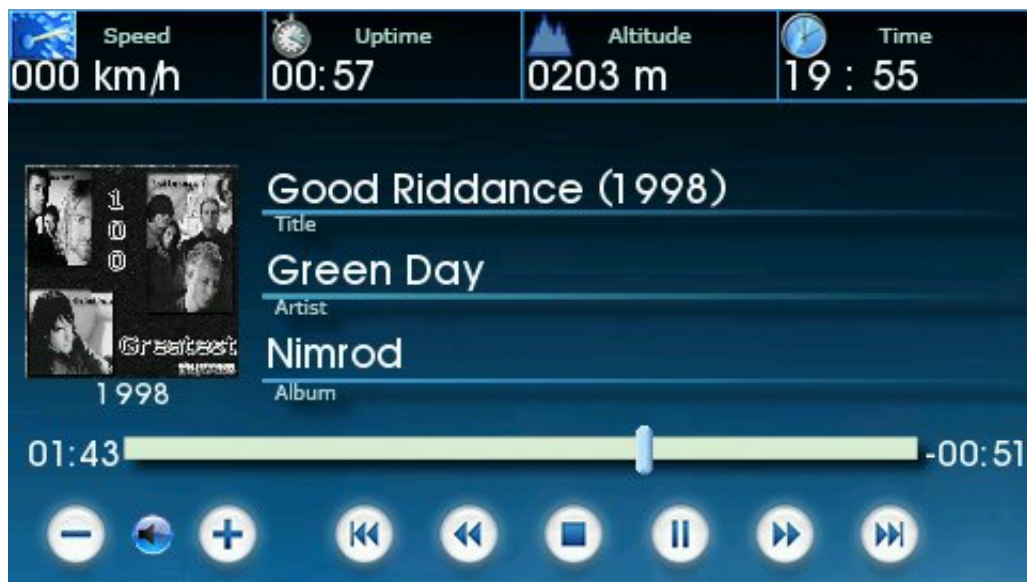 Speed
000 km/h
Uptime
00:57
Altitude
0203 m
Time
19 : 55
1
0
0
Greatest
1998
Good Riddance (1998)
Title
Green Day
Artist
Nimrod
Album
01:43
-00:51